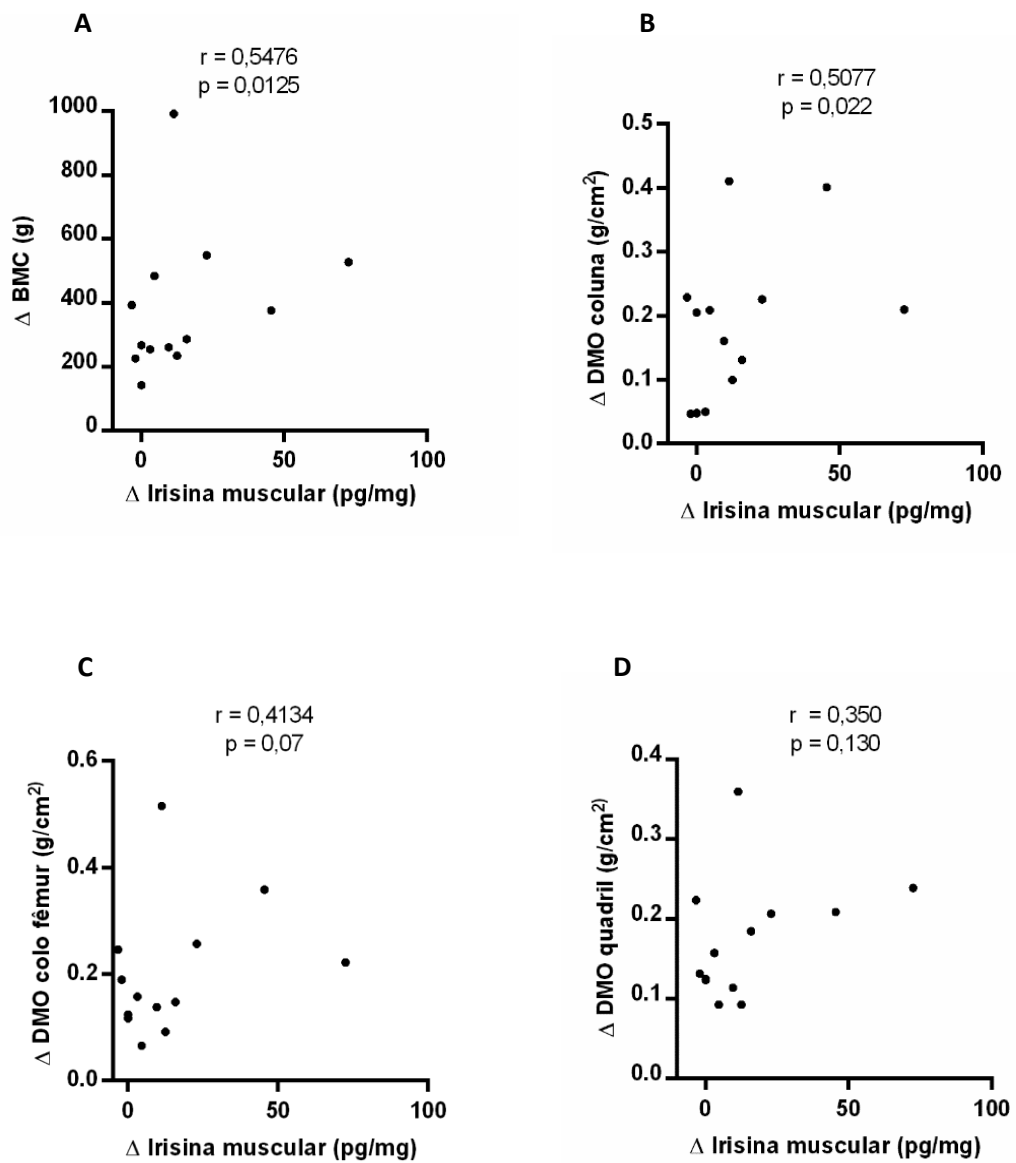 A
r = 0,5476
p = 0,0125
1000
800
600
400
200
0
Δ BMC (g)
0 50 100
Δ Irisina muscular (pg/mg)
B
r = 0,5077
p = 0,022
0.5
0.4
0.3
0.2
0.1
0.0
Δ DMO coluna (g/cm²)
0 50 100
Δ Irisina muscular (pg/mg)
C
r = 0,4134
p = 0,07
0.6
0.4
0.2
0.0
Δ DMO colo fêmur (g/cm²)
0 50 100
Δ Irisina muscular (pg/mg)
D
r = 0,350
p = 0,130
0.4
0.3
0.2
0.1
0.0
Δ DMO quadril (g/cm²)
0 50 100
Δ Irisina muscular (pg/mg)